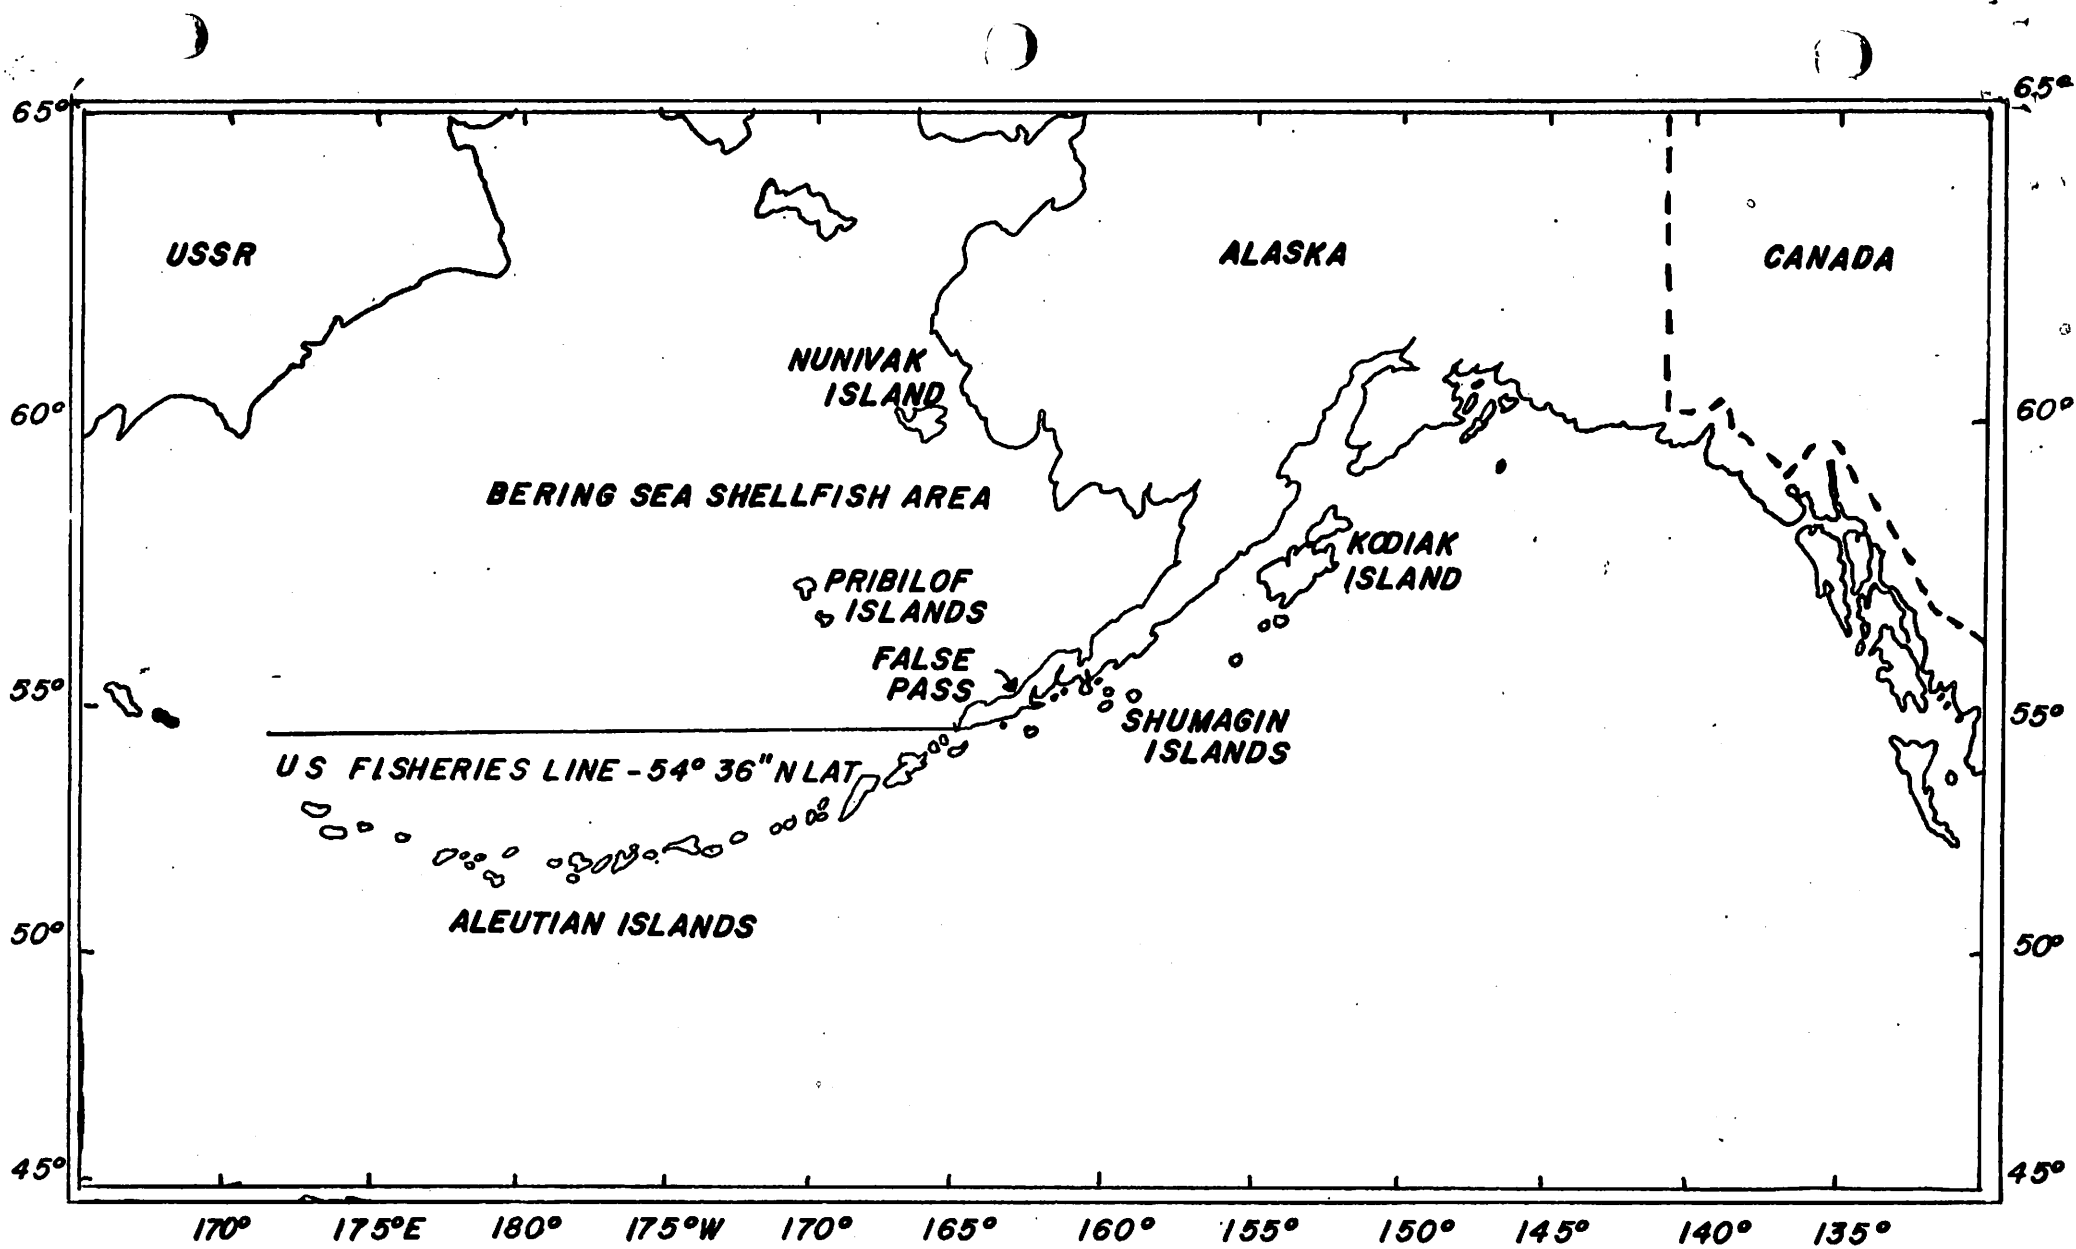 65°
65°
USSR
ALASKA
CANADA
NUNIVAK
ISLAND
60°
60°
BERING SEA SHELLFISH AREA
KODIAK
ISLAND
PRIBILOF
ISLANDS
FALSE
PASS
55°
55°
SHUMAGIN
ISLANDS
US FISHERIES LINE - 54° 36" N LAT
ALEUTIAN ISLANDS
50°
50°
45°
45°
170° 175°E 180° 175°W 170° 165° 160° 155° 150° 145° 140° 135°